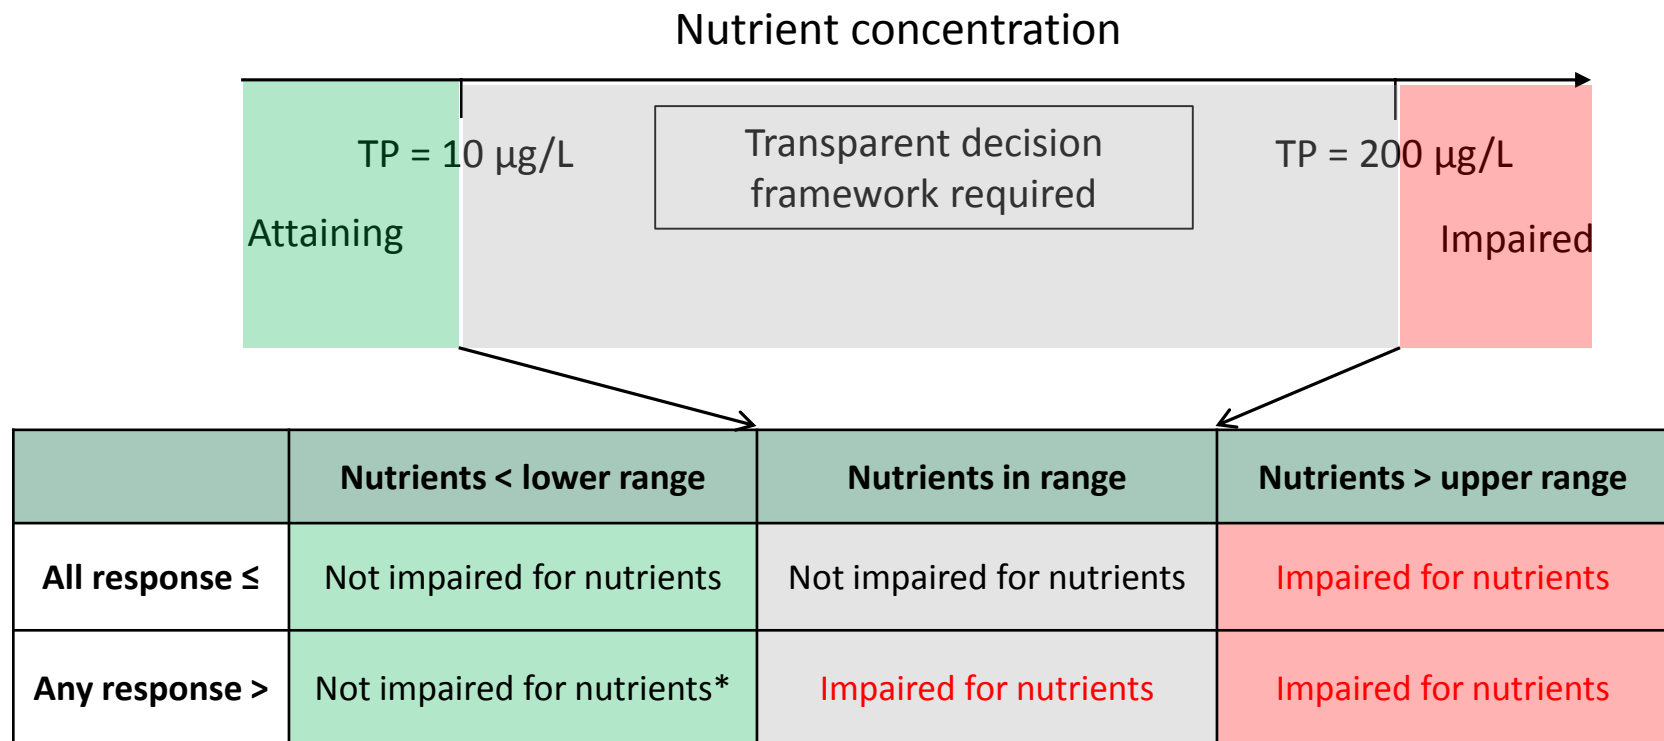 Nutrient concentration
TP = 10 µg/L
Transparent decision
framework required
TP = 200 µg/L
Attaining
Impaired
Nutrients < lower range
Nutrients in range
Nutrients > upper range
All response ≤
Not impaired for nutrients
Not impaired for nutrients
Impaired for nutrients
Any response >
Not impaired for nutrients*
Impaired for nutrients
Impaired for nutrients